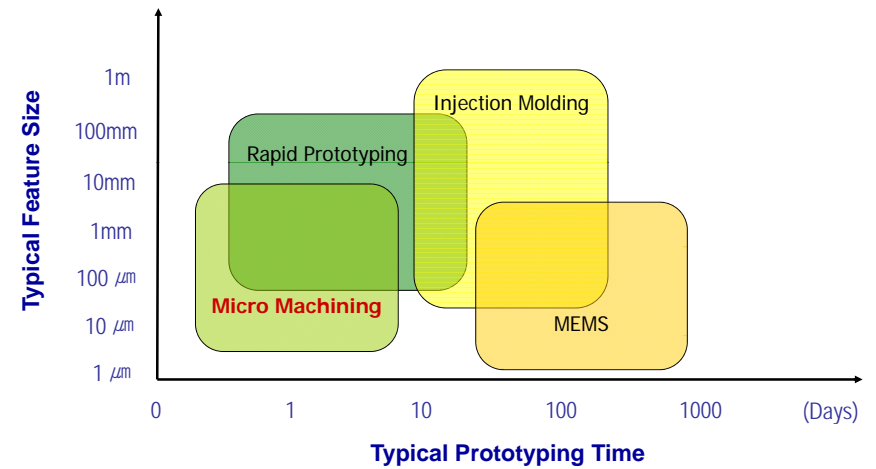 Typical Feature Size
1m
100mm
10mm
1mm
100 ㎛
10 ㎛
1 ㎛
Injection Molding
Rapid Prototyping
Micro Machining
MEMS
0 1 10 100 1000 (Days)
Typical Prototyping Time